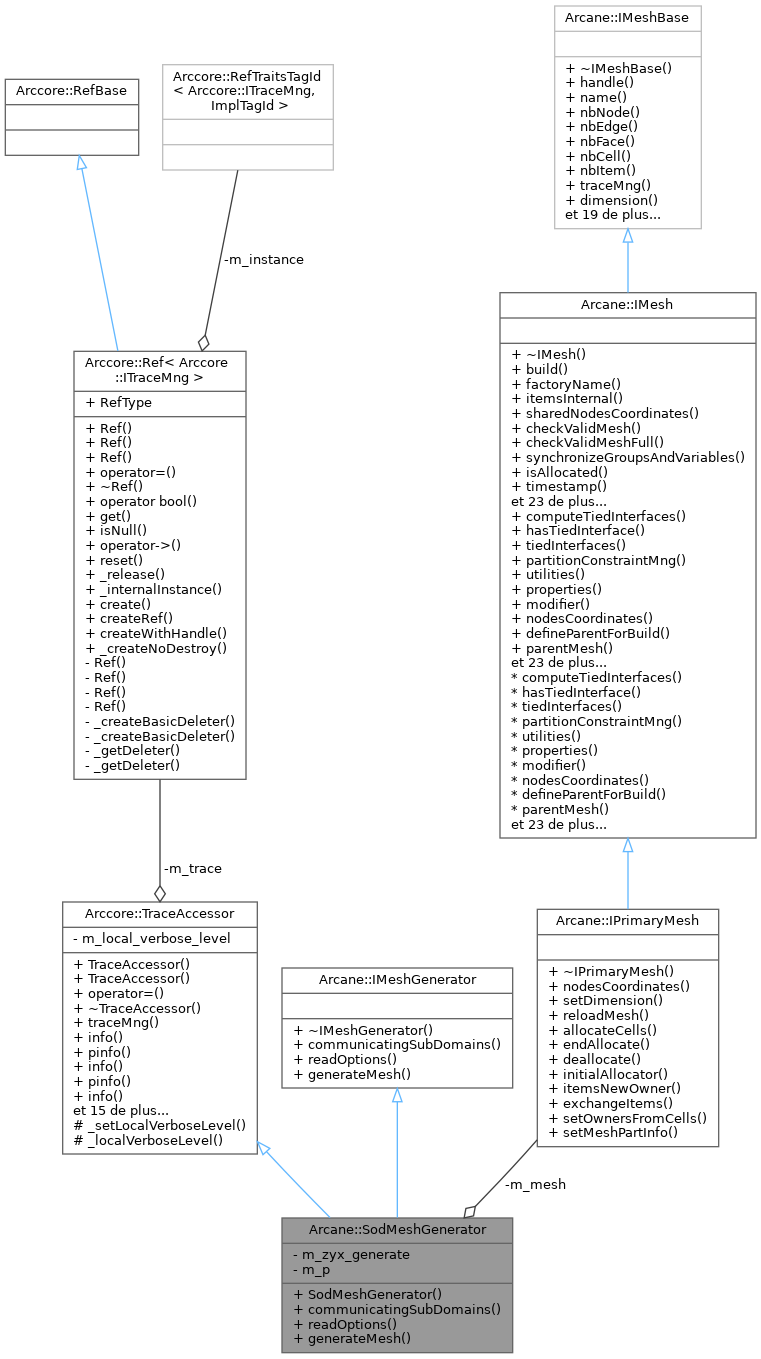 Arcane::IMeshBase
+ ~IMeshBase()
+ handle()
+ name()
+ nbNode()
+ nbEdge()
+ nbFace()
+ nbCell()
+ nbItem()
+ traceMng()
+ dimension()
et 19 de plus...
Arccore::RefBase
Arccore::RefTraitsTagId
< Arccore::ITraceMng,
ImplTagId >
-m_instance
Arcane::IMesh
+ ~IMesh()
+ build()
+ factoryName()
+ itemsInternal()
+ sharedNodesCoordinates()
+ checkValidMesh()
+ checkValidMeshFull()
+ synchronizeGroupsAndVariables()
+ isAllocated()
+ timestamp()
et 23 de plus...
+ computeTiedInterfaces()
+ hasTiedInterface()
+ tiedInterfaces()
+ partitionConstraintMng()
+ utilities()
+ properties()
+ modifier()
+ nodesCoordinates()
+ defineParentForBuild()
+ parentMesh()
et 23 de plus...
* computeTiedInterfaces()
* hasTiedInterface()
* tiedInterfaces()
* partitionConstraintMng()
* utilities()
* properties()
* modifier()
* nodesCoordinates()
* defineParentForBuild()
* parentMesh()
et 23 de plus...
Arccore::Ref< Arccore
::ITraceMng >
+ RefType
+ Ref()
+ Ref()
+ Ref()
+ operator=()
+ ~Ref()
+ operator bool()
+ get()
+ isNull()
+ operator->()
+ reset()
+ _release()
+ _internalInstance()
+ create()
+ createRef()
+ createWithHandle()
+ _createNoDestroy()
- Ref()
- Ref()
- Ref()
- Ref()
- _createBasicDeleter()
- _createBasicDeleter()
- _getDeleter()
- _getDeleter()
-m_trace
Arccore::TraceAccessor
- m_local_verbose_level
+ TraceAccessor()
+ TraceAccessor()
+ operator=()
+ ~TraceAccessor()
+ traceMng()
+ info()
+ pinfo()
+ info()
+ pinfo()
+ info()
et 15 de plus...
# _setLocalVerboseLevel()
# _localVerboseLevel()
Arcane::IMeshGenerator
+ ~IMeshGenerator()
+ communicatingSubDomains()
+ readOptions()
+ generateMesh()
Arcane::IPrimaryMesh
+ ~IPrimaryMesh()
+ nodesCoordinates()
+ setDimension()
+ reloadMesh()
+ allocateCells()
+ endAllocate()
+ deallocate()
+ initialAllocator()
+ itemsNewOwner()
+ exchangeItems()
+ setOwnersFromCells()
+ setMeshPartInfo()
-m_mesh
Arcane::SodMeshGenerator
- m_zyx_generate
- m_p
+ SodMeshGenerator()
+ communicatingSubDomains()
+ readOptions()
+ generateMesh()